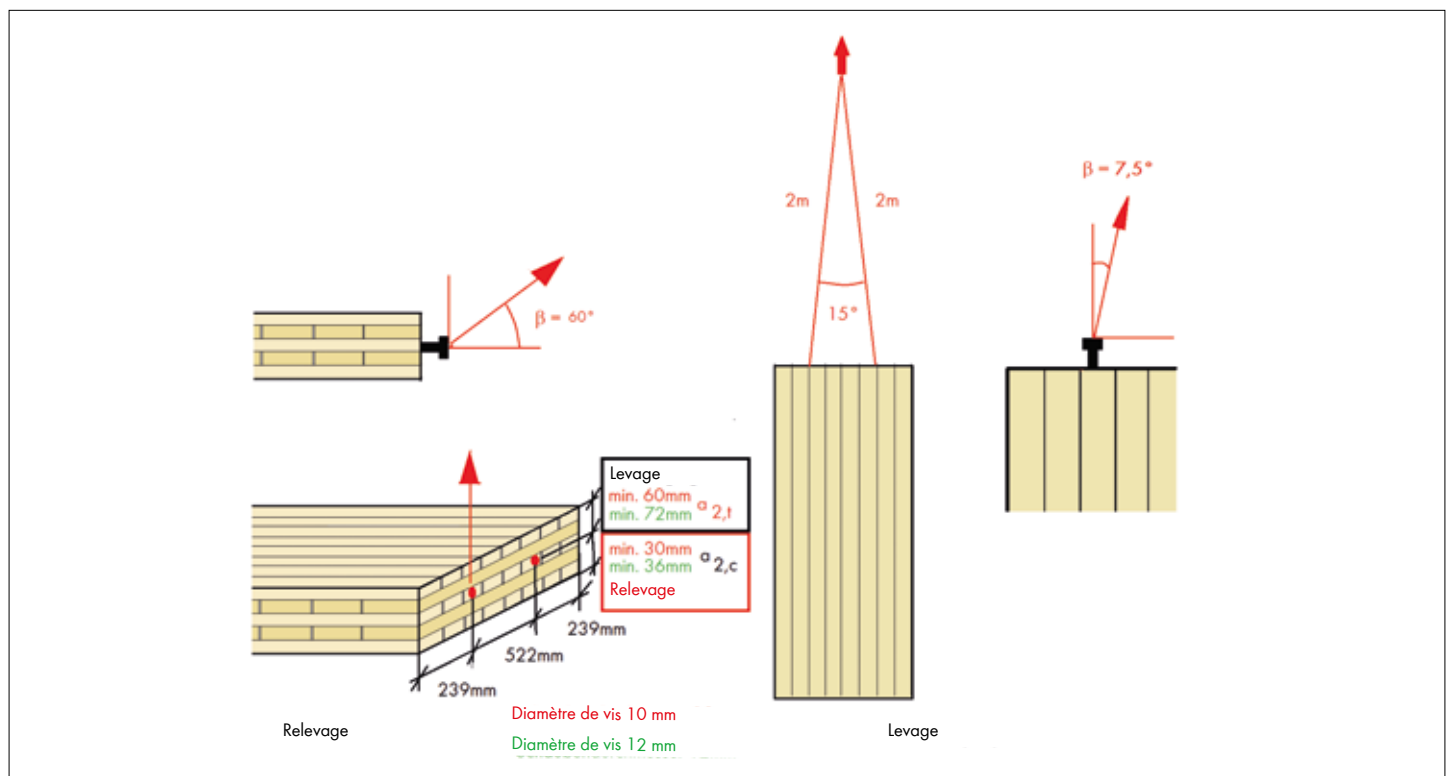 2m
2m
15°
β = 7,5°
β = 60°
Levage
min. 60mm
min. 72mm
a 2,t
min. 30mm
min. 36mm
a 2,c
Relevage
239mm
522mm
239mm
Diamètre de vis 10 mm
Relevage
Levage
Diamètre de vis 12 mm